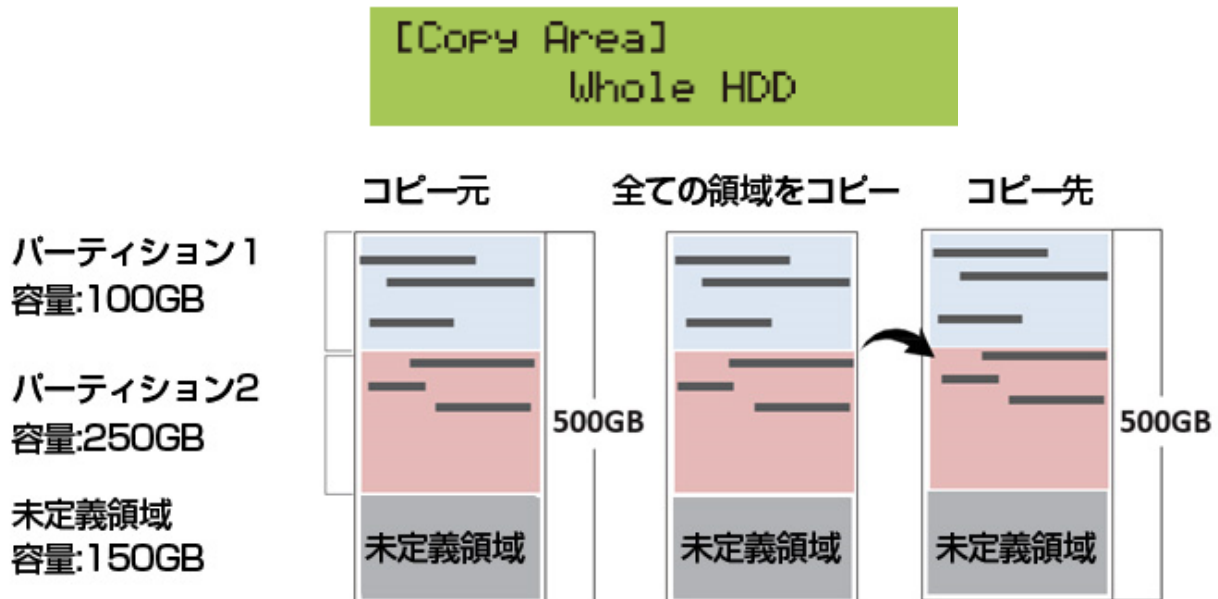 [Copy Area]
Whole HDD
コピー元
全ての領域をコピー
コピー先
パーティション1
容量:100GB
パーティション2
容量:250GB
500GB
500GB
未定義領域
容量:150GB
未定義領域
未定義領域
未定義領域